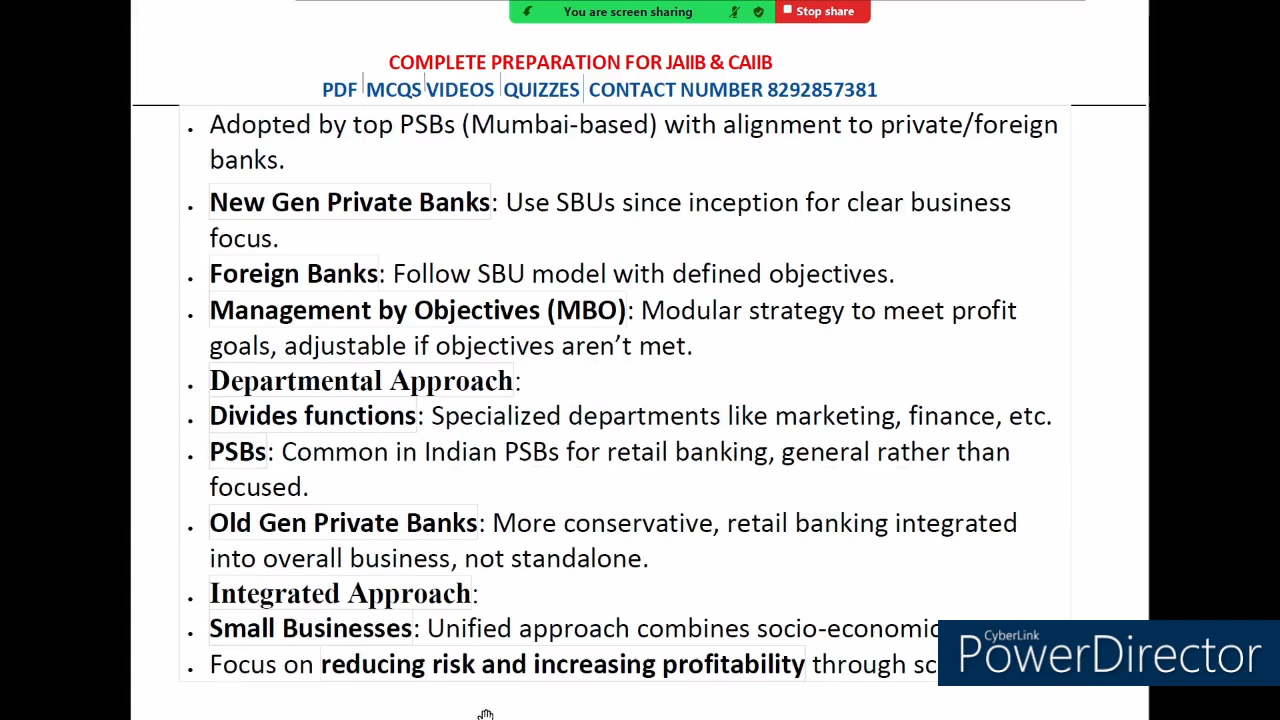 You are screen sharing Stop share
COMPLETE PREPARATION FOR JAIIB & CAIIB
PDF MCQS VIDEOS QUIZZES CONTACT NUMBER 8292857381
• Adopted by top PSBs (Mumbai-based) with alignment to private/foreign
banks.
• New Gen Private Banks: Use SBUs since inception for clear business
focus.
• Foreign Banks: Follow SBU model with defined objectives.
• Management by Objectives (MBO): Modular strategy to meet profit
goals, adjustable if objectives aren't met.
• Departmental Approach:
• Divides functions: Specialized departments like marketing, finance, etc.
• PSBs: Common in Indian PSBs for retail banking, general rather than
focused.
• Old Gen Private Banks: More conservative, retail banking integrated
into overall business, not standalone.
• Integrated Approach:
• Small Businesses: Unified approach combines socio-economic
• Focus on reducing risk and increasing profitability through
CyberLink
PowerDirector